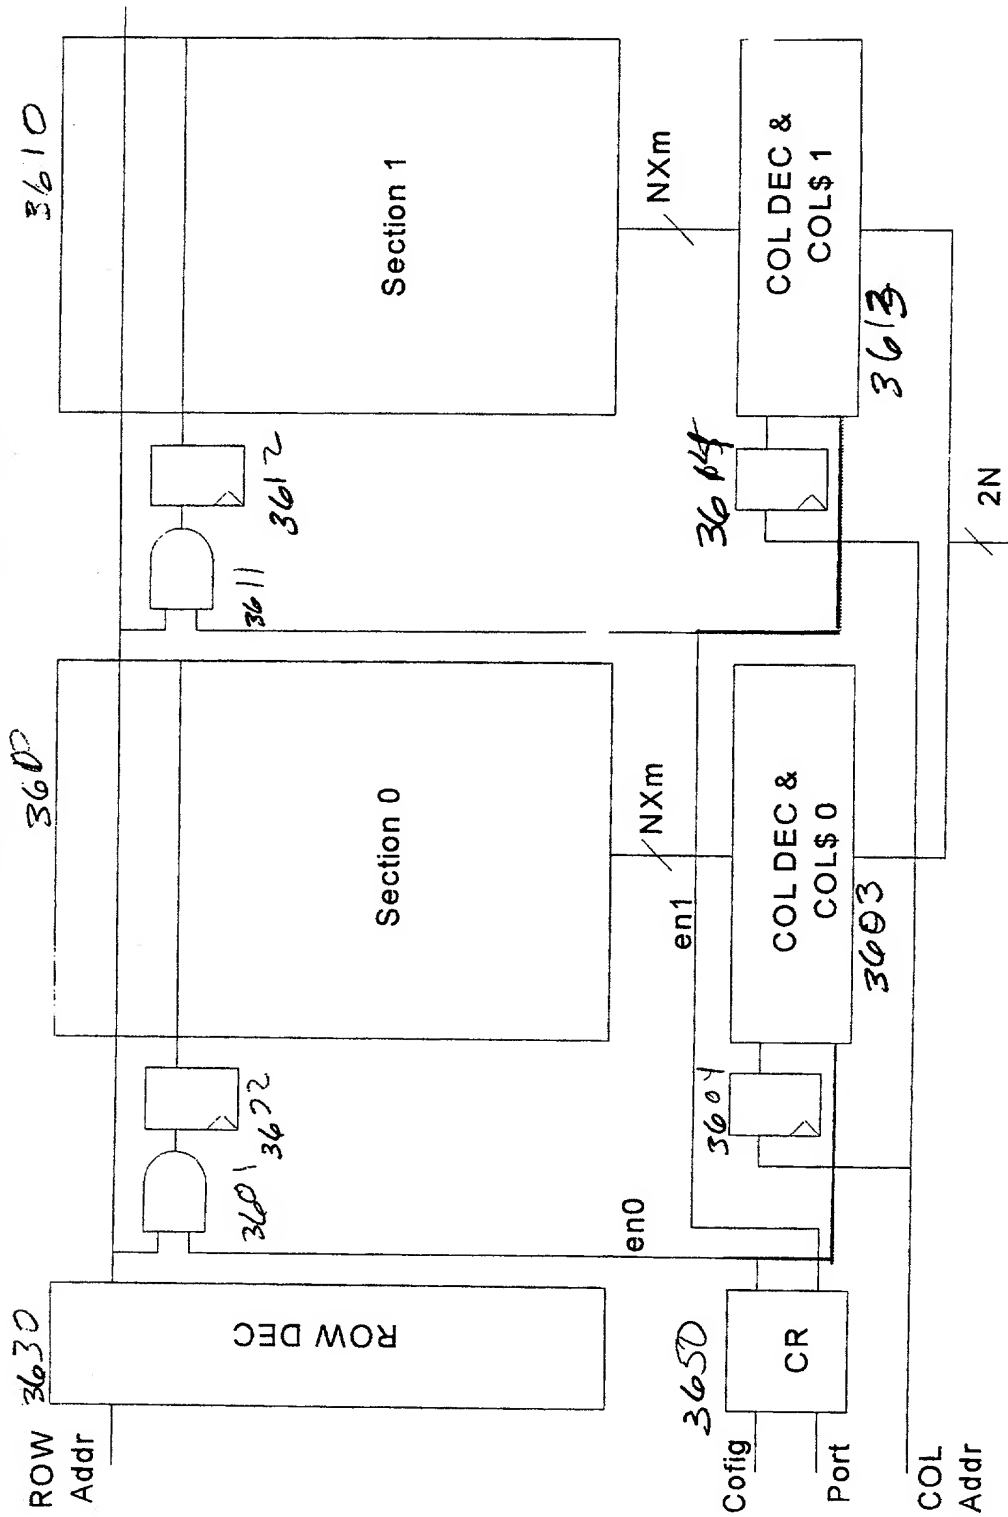 ROW
Addr
3630
ROW DEC
3601
3602
3600
Section 0
3611
3612
3610
Section 1
Cofig
Port
3650
CR
en0
en1
NXm
NXm
3604
COL DEC &
COL$ 0
3603
3614
COL DEC &
COL$ 1
3613
COL
Addr
2N